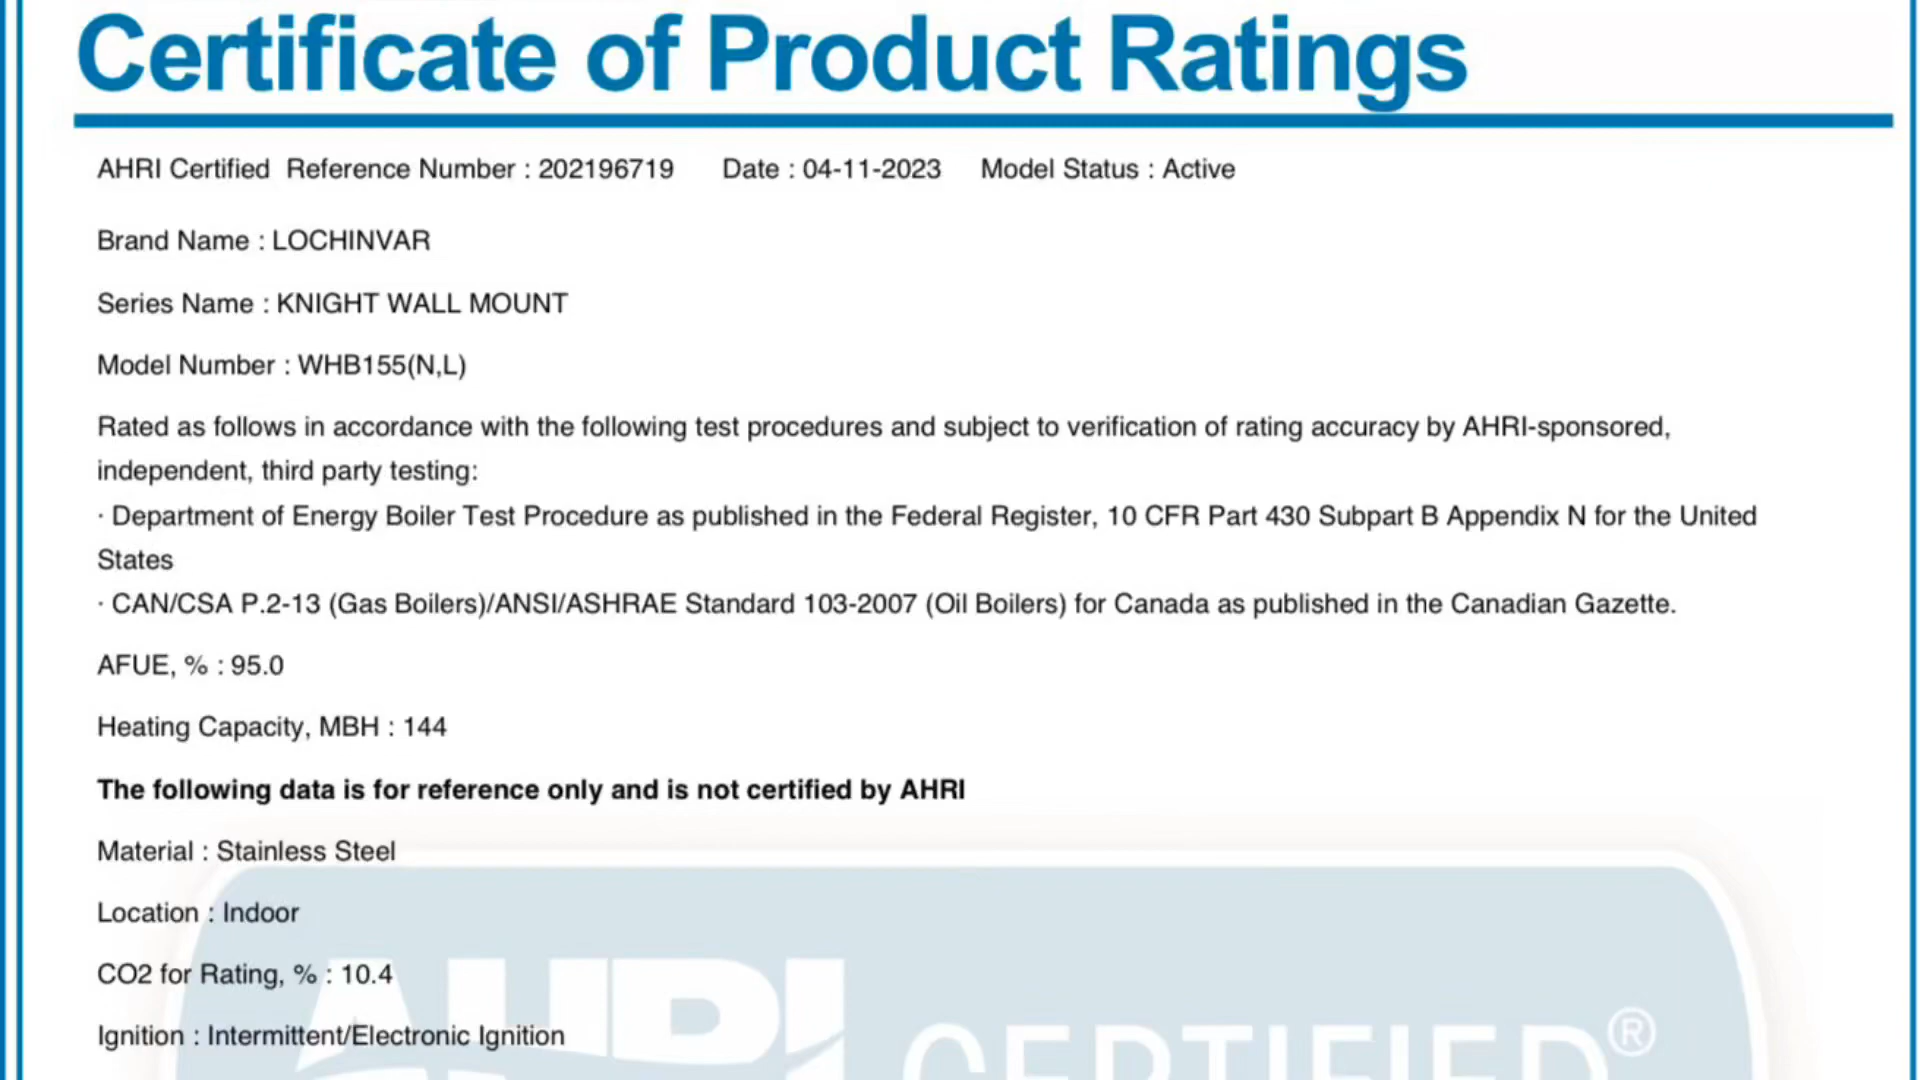 Certificate of Product Ratings
AHRI Certified Reference Number : 202196719 Date : 04-11-2023 Model Status : Active
Brand Name : LOCHINVAR
Series Name : KNIGHT WALL MOUNT
Model Number : WHB155(N,L)
Rated as follows in accordance with the following test procedures and subject to verification of rating accuracy by AHRI-sponsored,
independent, third party testing:
· Department of Energy Boiler Test Procedure as published in the Federal Register, 10 CFR Part 430 Subpart B Appendix N for the United
States
· CAN/CSA P.2-13 (Gas Boilers)/ANSI/ASHRAE Standard 103-2007 (Oil Boilers) for Canada as published in the Canadian Gazette.
AFUE, % : 95.0
Heating Capacity, MBH : 144
The following data is for reference only and is not certified by AHRI
Material : Stainless Steel
Location : Indoor
CO2 for Rating, % : 10.4
Ignition : Intermittent/Electronic Ignition
AHRI CERTIFIED®